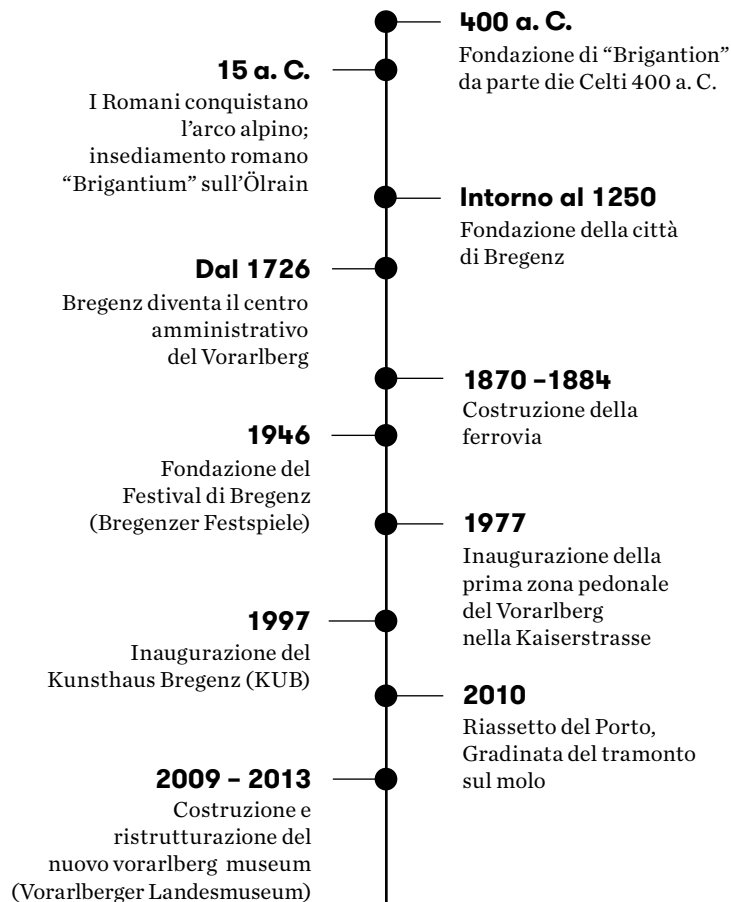 400 a. C.
Fondazione di “Brigantion”
da parte die Celti 400 a. C.
15 a. C.
I Romani conquistano
l’arco alpino;
insediamento romano
“Brigantium” sull’Ölrain
Intorno al 1250
Fondazione della città
di Bregenz
Dal 1726
Bregenz diventa il centro
amministrativo
del Vorarlberg
1870 –1884
Costruzione della
ferrovia
1946
Fondazione del
Festival di Bregenz
(Bregenzer Festspiele)
1977
Inaugurazione della
prima zona pedonale
del Vorarlberg
nella Kaiserstrasse
1997
Inaugurazione del
Kunsthaus Bregenz (KUB)
2010
Riassetto del Porto,
Gradinata del tramonto
sul molo
2009 – 2013
Costruzione e
ristrutturazione del
nuovo vorarlberg  museum
(Vorarlberger Landesmuseum)